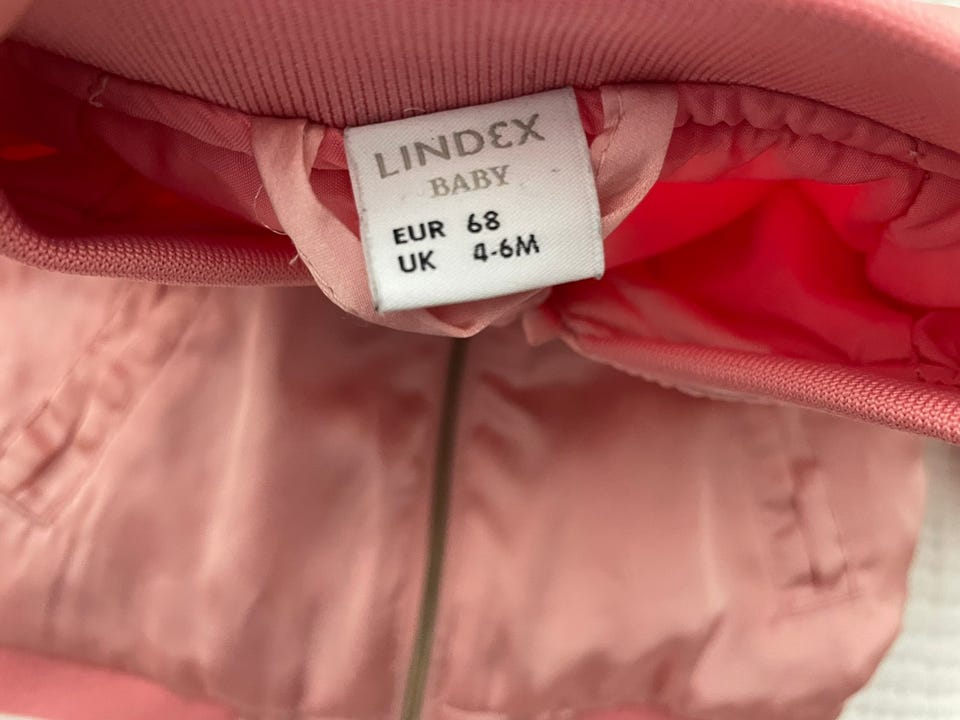 LINDEX
BABY
EUR 68
UK 4-6M